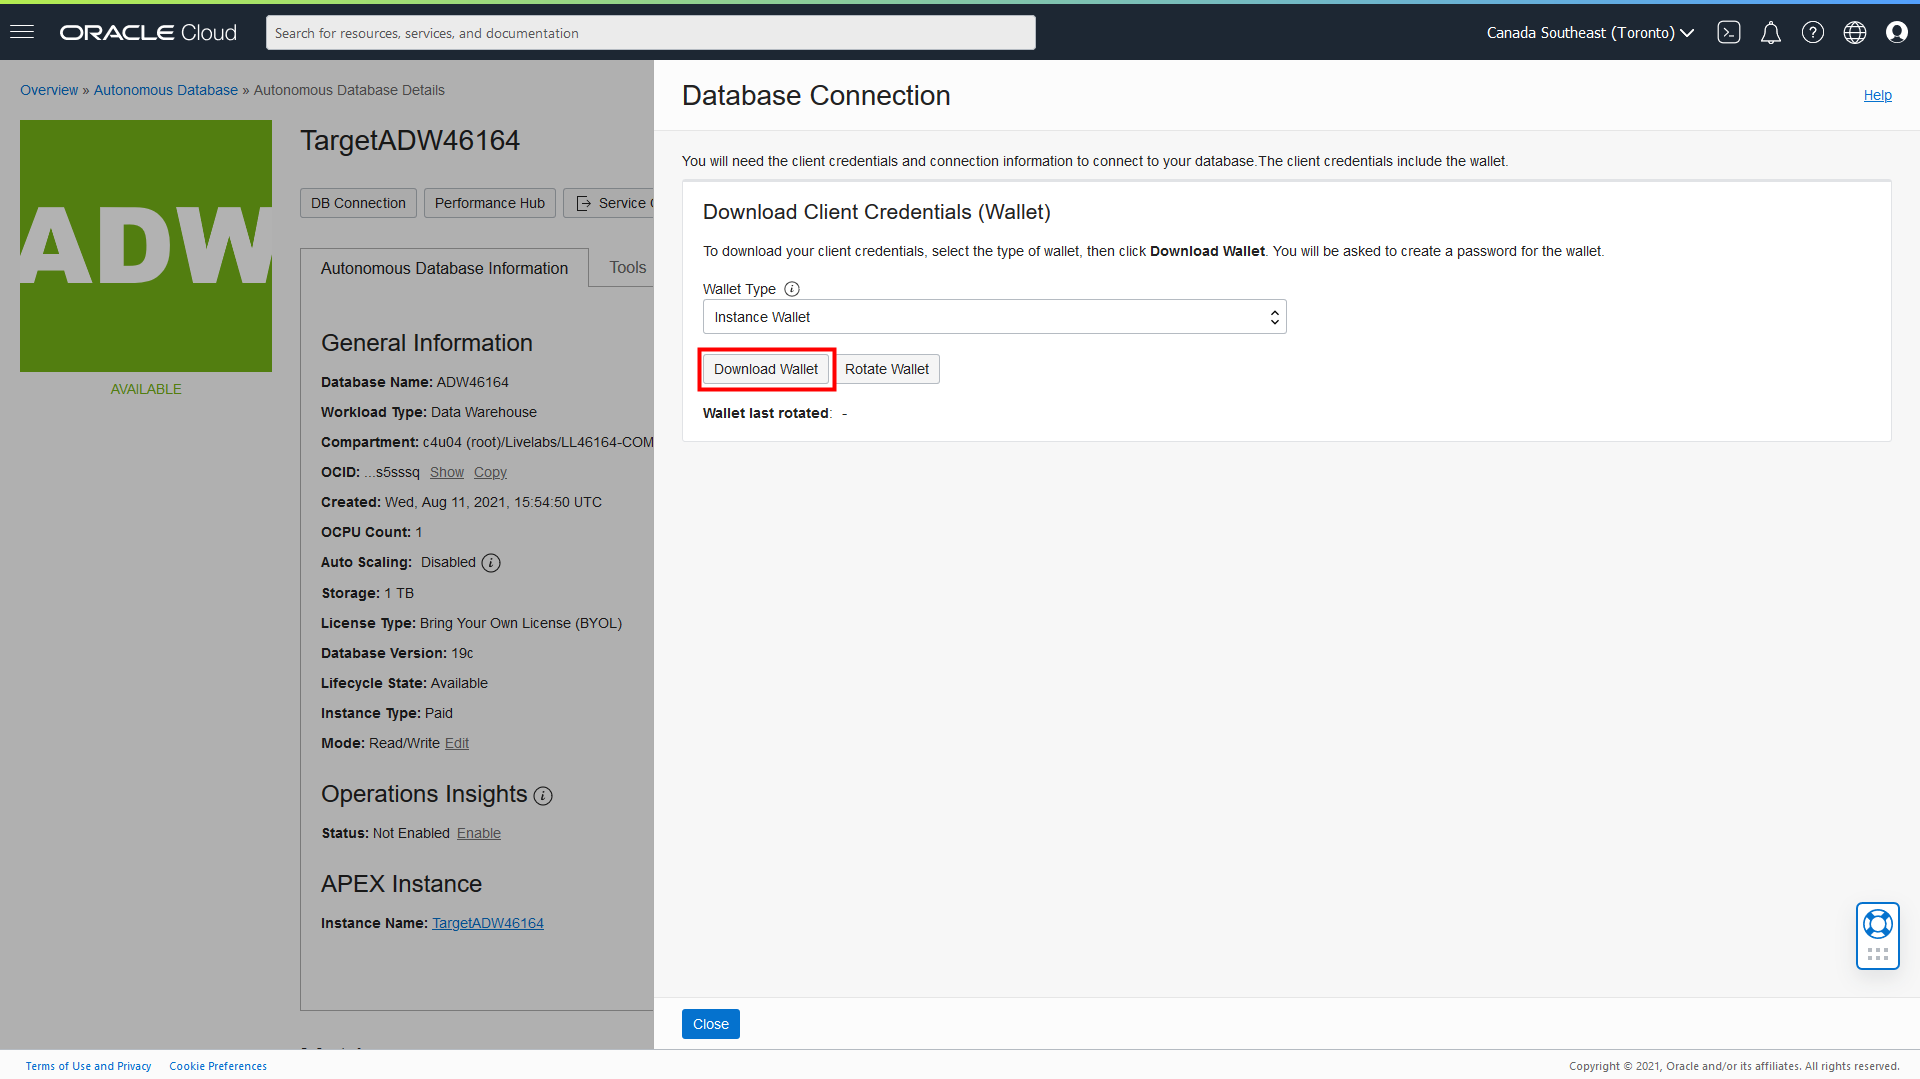 ORACLE Cloud
Search for resources, services, and documentation
Canada Southeast (Toronto)
Overview » Autonomous Database » Autonomous Database Details
ADW
AVAILABLE
TargetADW46164
DB Connection
Performance Hub
Service
Autonomous Database Information
Tools
General Information
Database Name: ADW46164
Workload Type: Data Warehouse
Compartment: c4u04 (root)/Livelabs/LL46164-COM
OCID: ...s5sssq Show Copy
Created: Wed, Aug 11, 2021, 15:54:50 UTC
OCPU Count: 1
Auto Scaling: Disabled
Storage: 1 TB
License Type: Bring Your Own License (BYOL)
Database Version: 19c
Lifecycle State: Available
Instance Type: Paid
Mode: Read/Write Edit
Operations Insights
Status: Not Enabled Enable
APEX Instance
Instance Name: TargetADW46164
Database Connection
Help
You will need the client credentials and connection information to connect to your database.The client credentials include the wallet.
Download Client Credentials (Wallet)
To download your client credentials, select the type of wallet, then click Download Wallet. You will be asked to create a password for the wallet.
Wallet Type
Instance Wallet
Download Wallet
Rotate Wallet
Wallet last rotated: -
Close
Terms of Use and Privacy
Cookie Preferences
Copyright © 2021, Oracle and/or its affiliates. All rights reserved.